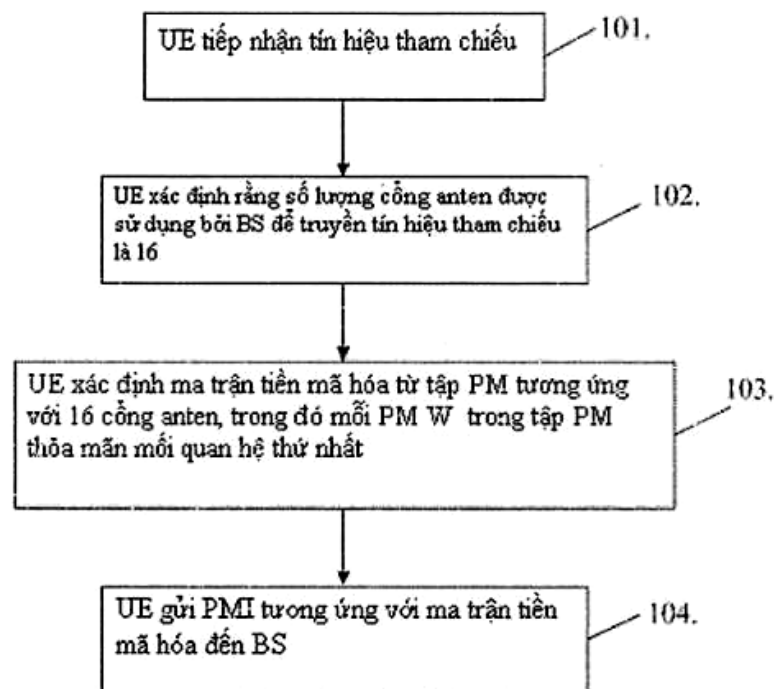 UE tiếp nhận tín hiệu tham chiếu
101.
UE xác định rằng số lượng cổng anten được
sử dụng bởi BS để truyền tín hiệu tham chiếu
là 16
102.
UE xác định ma trận tiền mã hóa từ tập PM tương ứng
với 16 cổng anten, trong đó mỗi PM W trong tập PM
thỏa mãn mối quan hệ thứ nhất
103.
UE gửi PMI tương ứng với ma trận tiền
mã hóa đến BS
104.